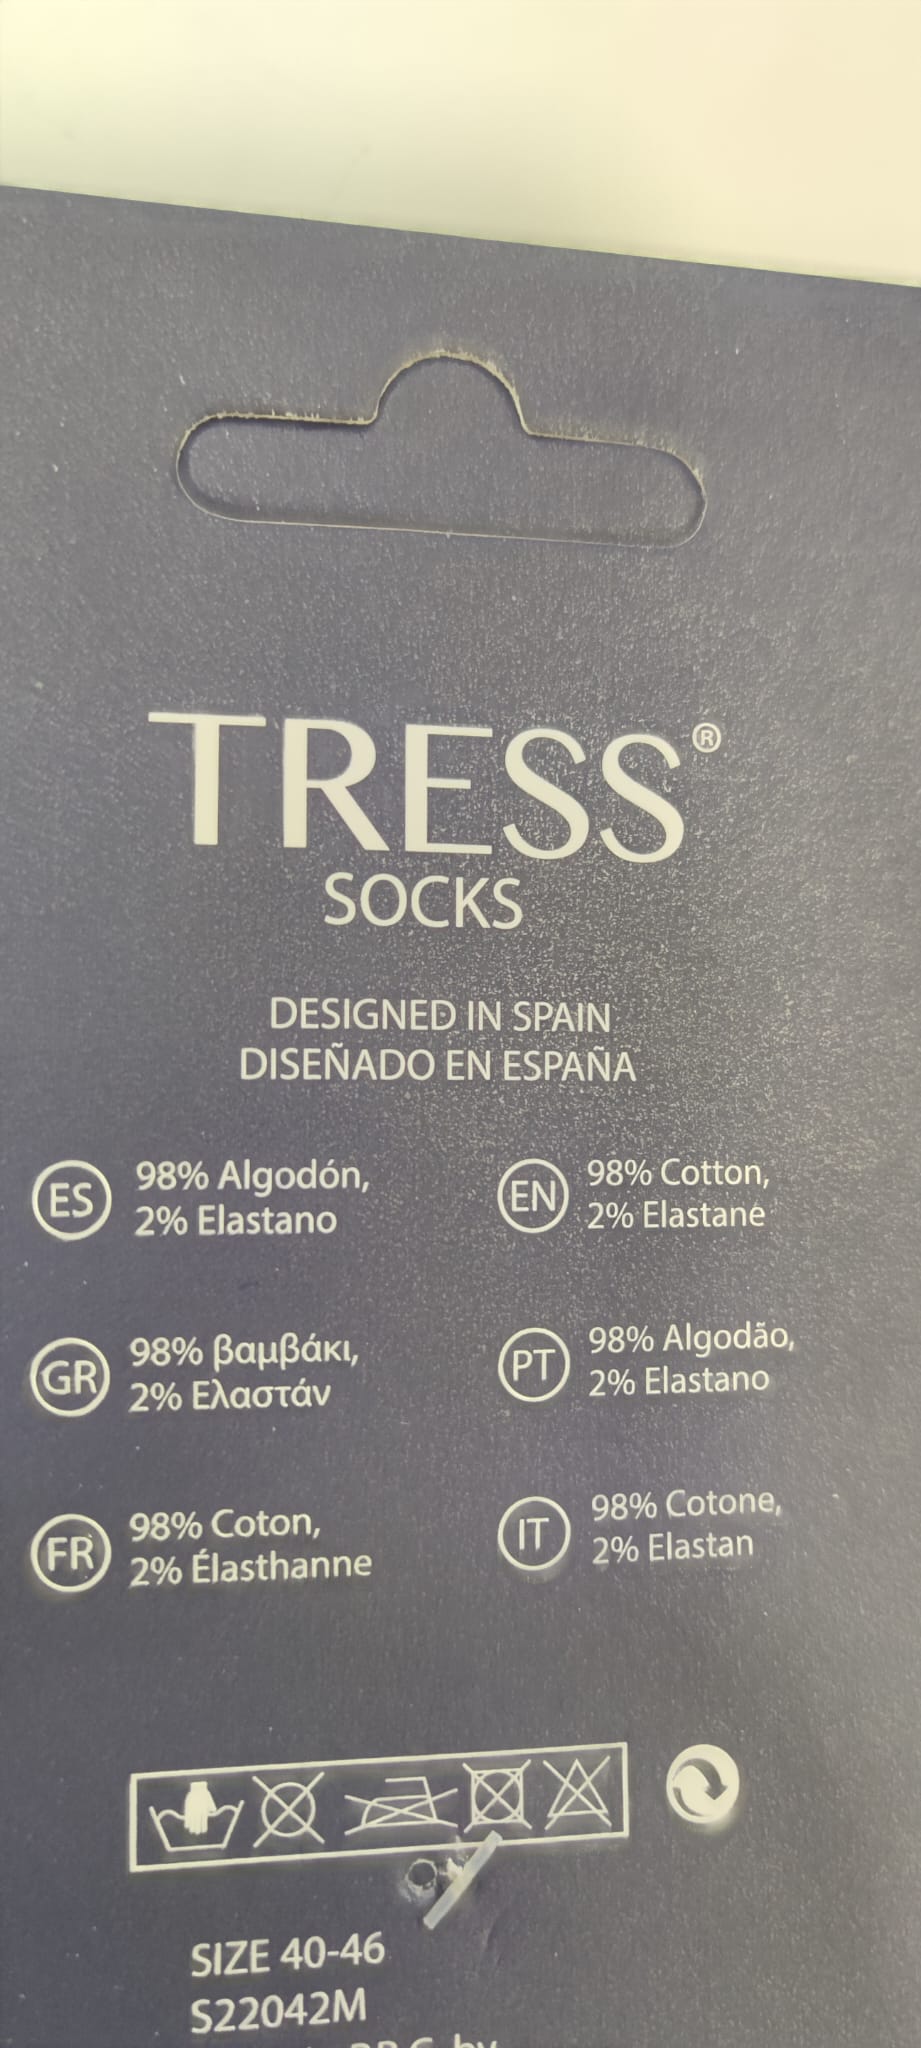 TRESS®
SOCKS
DESIGNED IN SPAIN
DISEÑADO EN ESPAÑA
ES
98% Algodón,
2% Elastano
EN
98% Cotton,
2% Elastane
GR
98% βαμβάκι,
2% Ελαστάν
PT
98% Algodão,
2% Elastano
FR
98% Coton,
2% Élasthanne
IT
98% Cotone,
2% Elastan
SIZE 40-46
S22042M
by